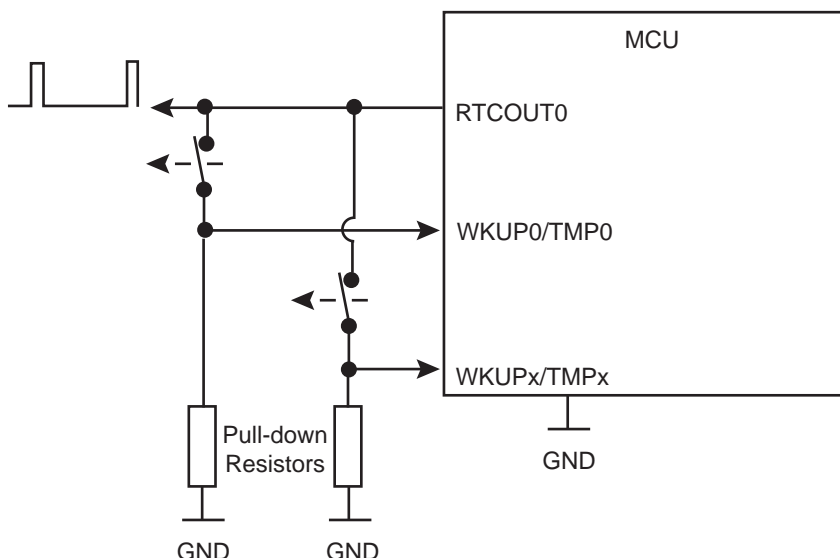 MCU
RTCOUT0
WKUP0/TMP0
WKUPx/TMPx
Pull-down
Resistors
GND
GND
GND